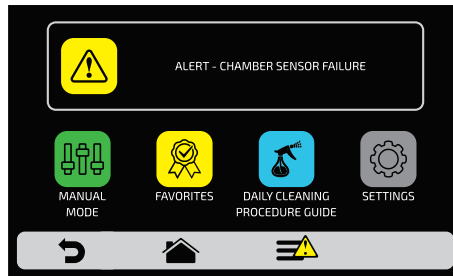 ALERT - CHAMBER SENSOR FAILURE
MANUAL
MODE
FAVORITES
DAILY CLEANING
PROCEDURE GUIDE
SETTINGS